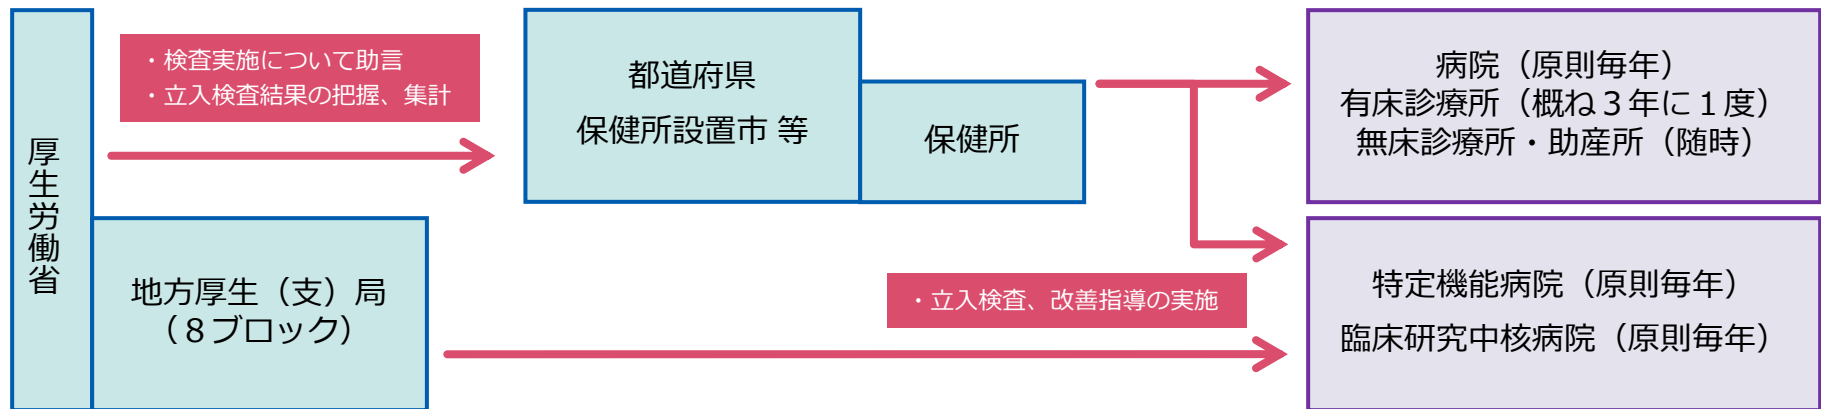 厚生労働省
・検査実施について助言
・立入検査結果の把握、集計
地方厚生（支）局
（８ブロック）
都道府県
保健所設置市 等
保健所
・立入検査、改善指導の実施
病院（原則毎年）
有床診療所（概ね３年に１度）
無床診療所・助産所（随時）
特定機能病院（原則毎年）
臨床研究中核病院（原則毎年）